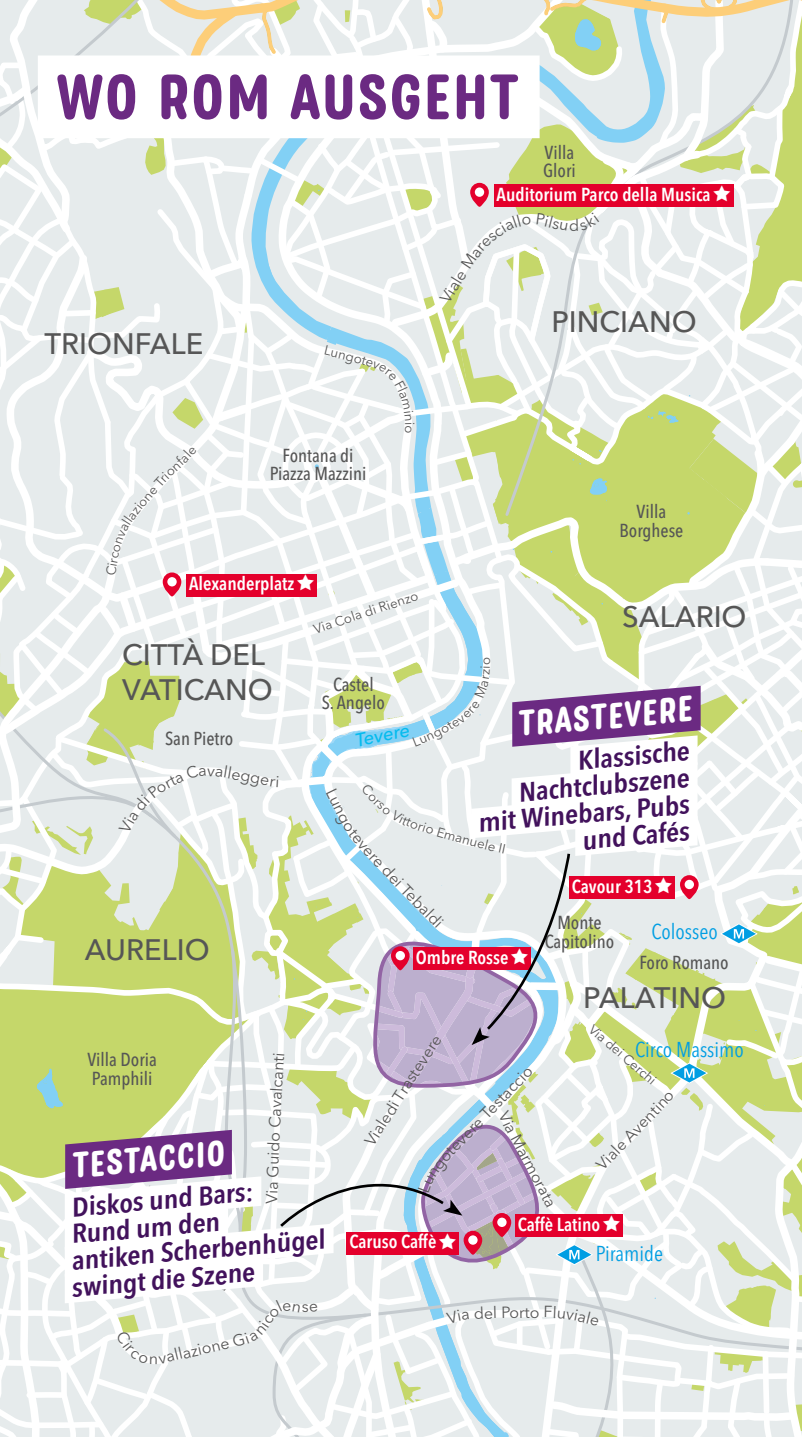 WO ROM AUSGEHT
Villa
Glori
Auditorium Parco della Musica
Viale Maresciallo Pilsudski
PINCIANO
TRIONFALE
Lungotevere Flaminio
Fontana di
Piazza Mazzini
Circonvallazione Trionfale
Villa
Borghese
Alexanderplatz
Via Cola di Rienzo
SALARIO
CITTÀ DEL
VATICANO
Castel
S. Angelo
Lungotevere Marzio
San Pietro
Tevere
TRASTEVERE
Klassische
Nachtclubszene
mit Winebars, Pubs
und Cafés
Via di Porta Cavalleggeri
Corso Vittorio Emanuele II
Lungotevere dei Tebaldi
Cavour 313
Monte
Capitolino
Colosseo
M
AURELIO
Ombre Rosse
Foro Romano
PALATINO
Via dei Cerchi
Circo Massimo
M
Villa Doria
Pamphili
Vialedi Trastevere
Via Guido Cavalcanti
Lungotevere Testaccio
Via Marmorata
Viale Aventino
TESTACCIO
Diskos und Bars:
Rund um den
antiken Scherbenhügel
swingt die Szene
Caffè Latino
Caruso Caffè
M
Piramide
Circonvallazione Gianicolense
Via del Porto Fluviale